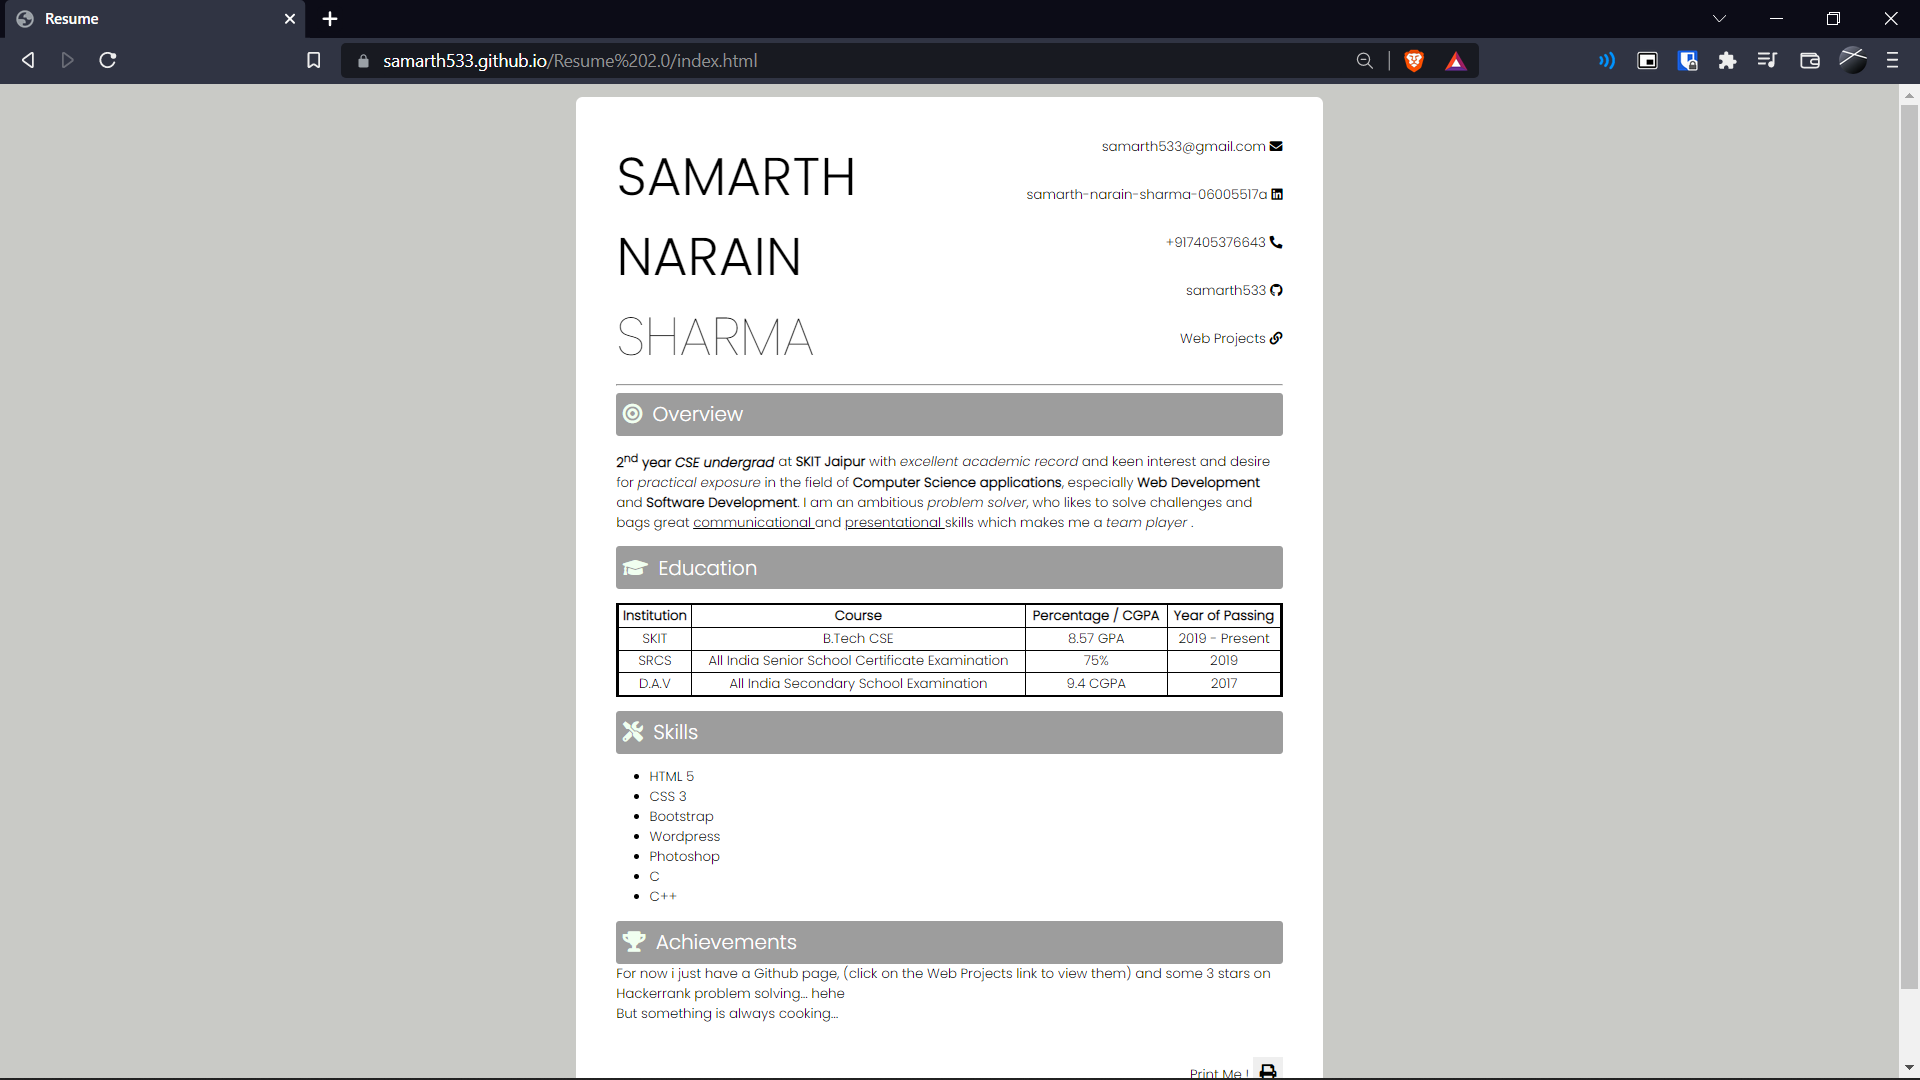 Resume
samarth533.github.io/Resume%202.0/index.html
SAMARTH
NARAIN
SHARMA
samarth533@gmail.com
samarth-narain-sharma-06005517a
+917405376643
samarth533
Web Projects
Overview
2nd year CSE undergrad at SKIT Jaipur with excellent academic record and keen interest and desire
for practical exposure in the field of Computer Science applications, especially Web Development
and Software Development. I am an ambitious problem solver, who likes to solve challenges and
bags great communicational and presentational skills which makes me a team player .
Education
Institution Course Percentage / CGPA Year of Passing
SKIT B.Tech CSE 8.57 GPA 2019 - Present
SRCS All India Senior School Certificate Examination 75% 2019
D.A.V All India Secondary School Examination 9.4 CGPA 2017
Skills
HTML 5
CSS 3
Bootstrap
Wordpress
Photoshop
C
C++
Achievements
For now i just have a Github page, (click on the Web Projects link to view them) and some 3 stars on
Hackerrank problem solving... hehe
But something is always cooking...
Print Me !